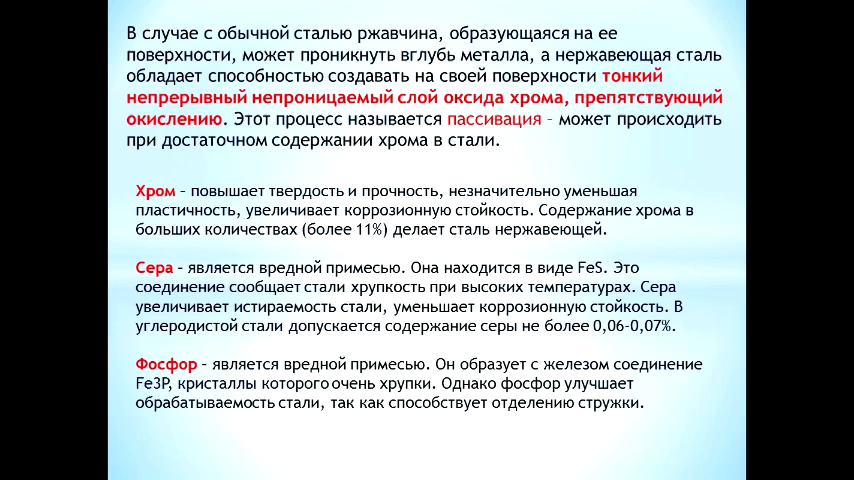 В случае с обычной сталью ржавчина, образующаяся на ее
поверхности, может проникнуть вглубь металла, а нержавеющая сталь
обладает способностью создавать на своей поверхности тонкий
непрерывный непроницаемый слой оксида хрома, препятствующий
окислению. Этот процесс называется пассивация – может происходить
при достаточном содержании хрома в стали.
Хром – повышает твердость и прочность, незначительно уменьшая
пластичность, увеличивает коррозионную стойкость. Содержание хрома в
больших количествах (более 11%) делает сталь нержавеющей.
Сера – является вредной примесью. Она находится в виде FeS. Это
соединение сообщает стали хрупкость при высоких температурах. Сера
увеличивает истираемость стали, уменьшает коррозионную стойкость. В
углеродистой стали допускается содержание серы не более 0,06-0,07%.
Фосфор – является вредной примесью. Он образует с железом соединение
Fe3P, кристаллы которого очень хрупки. Однако фосфор улучшает
обрабатываемость стали, так как способствует отделению стружки.